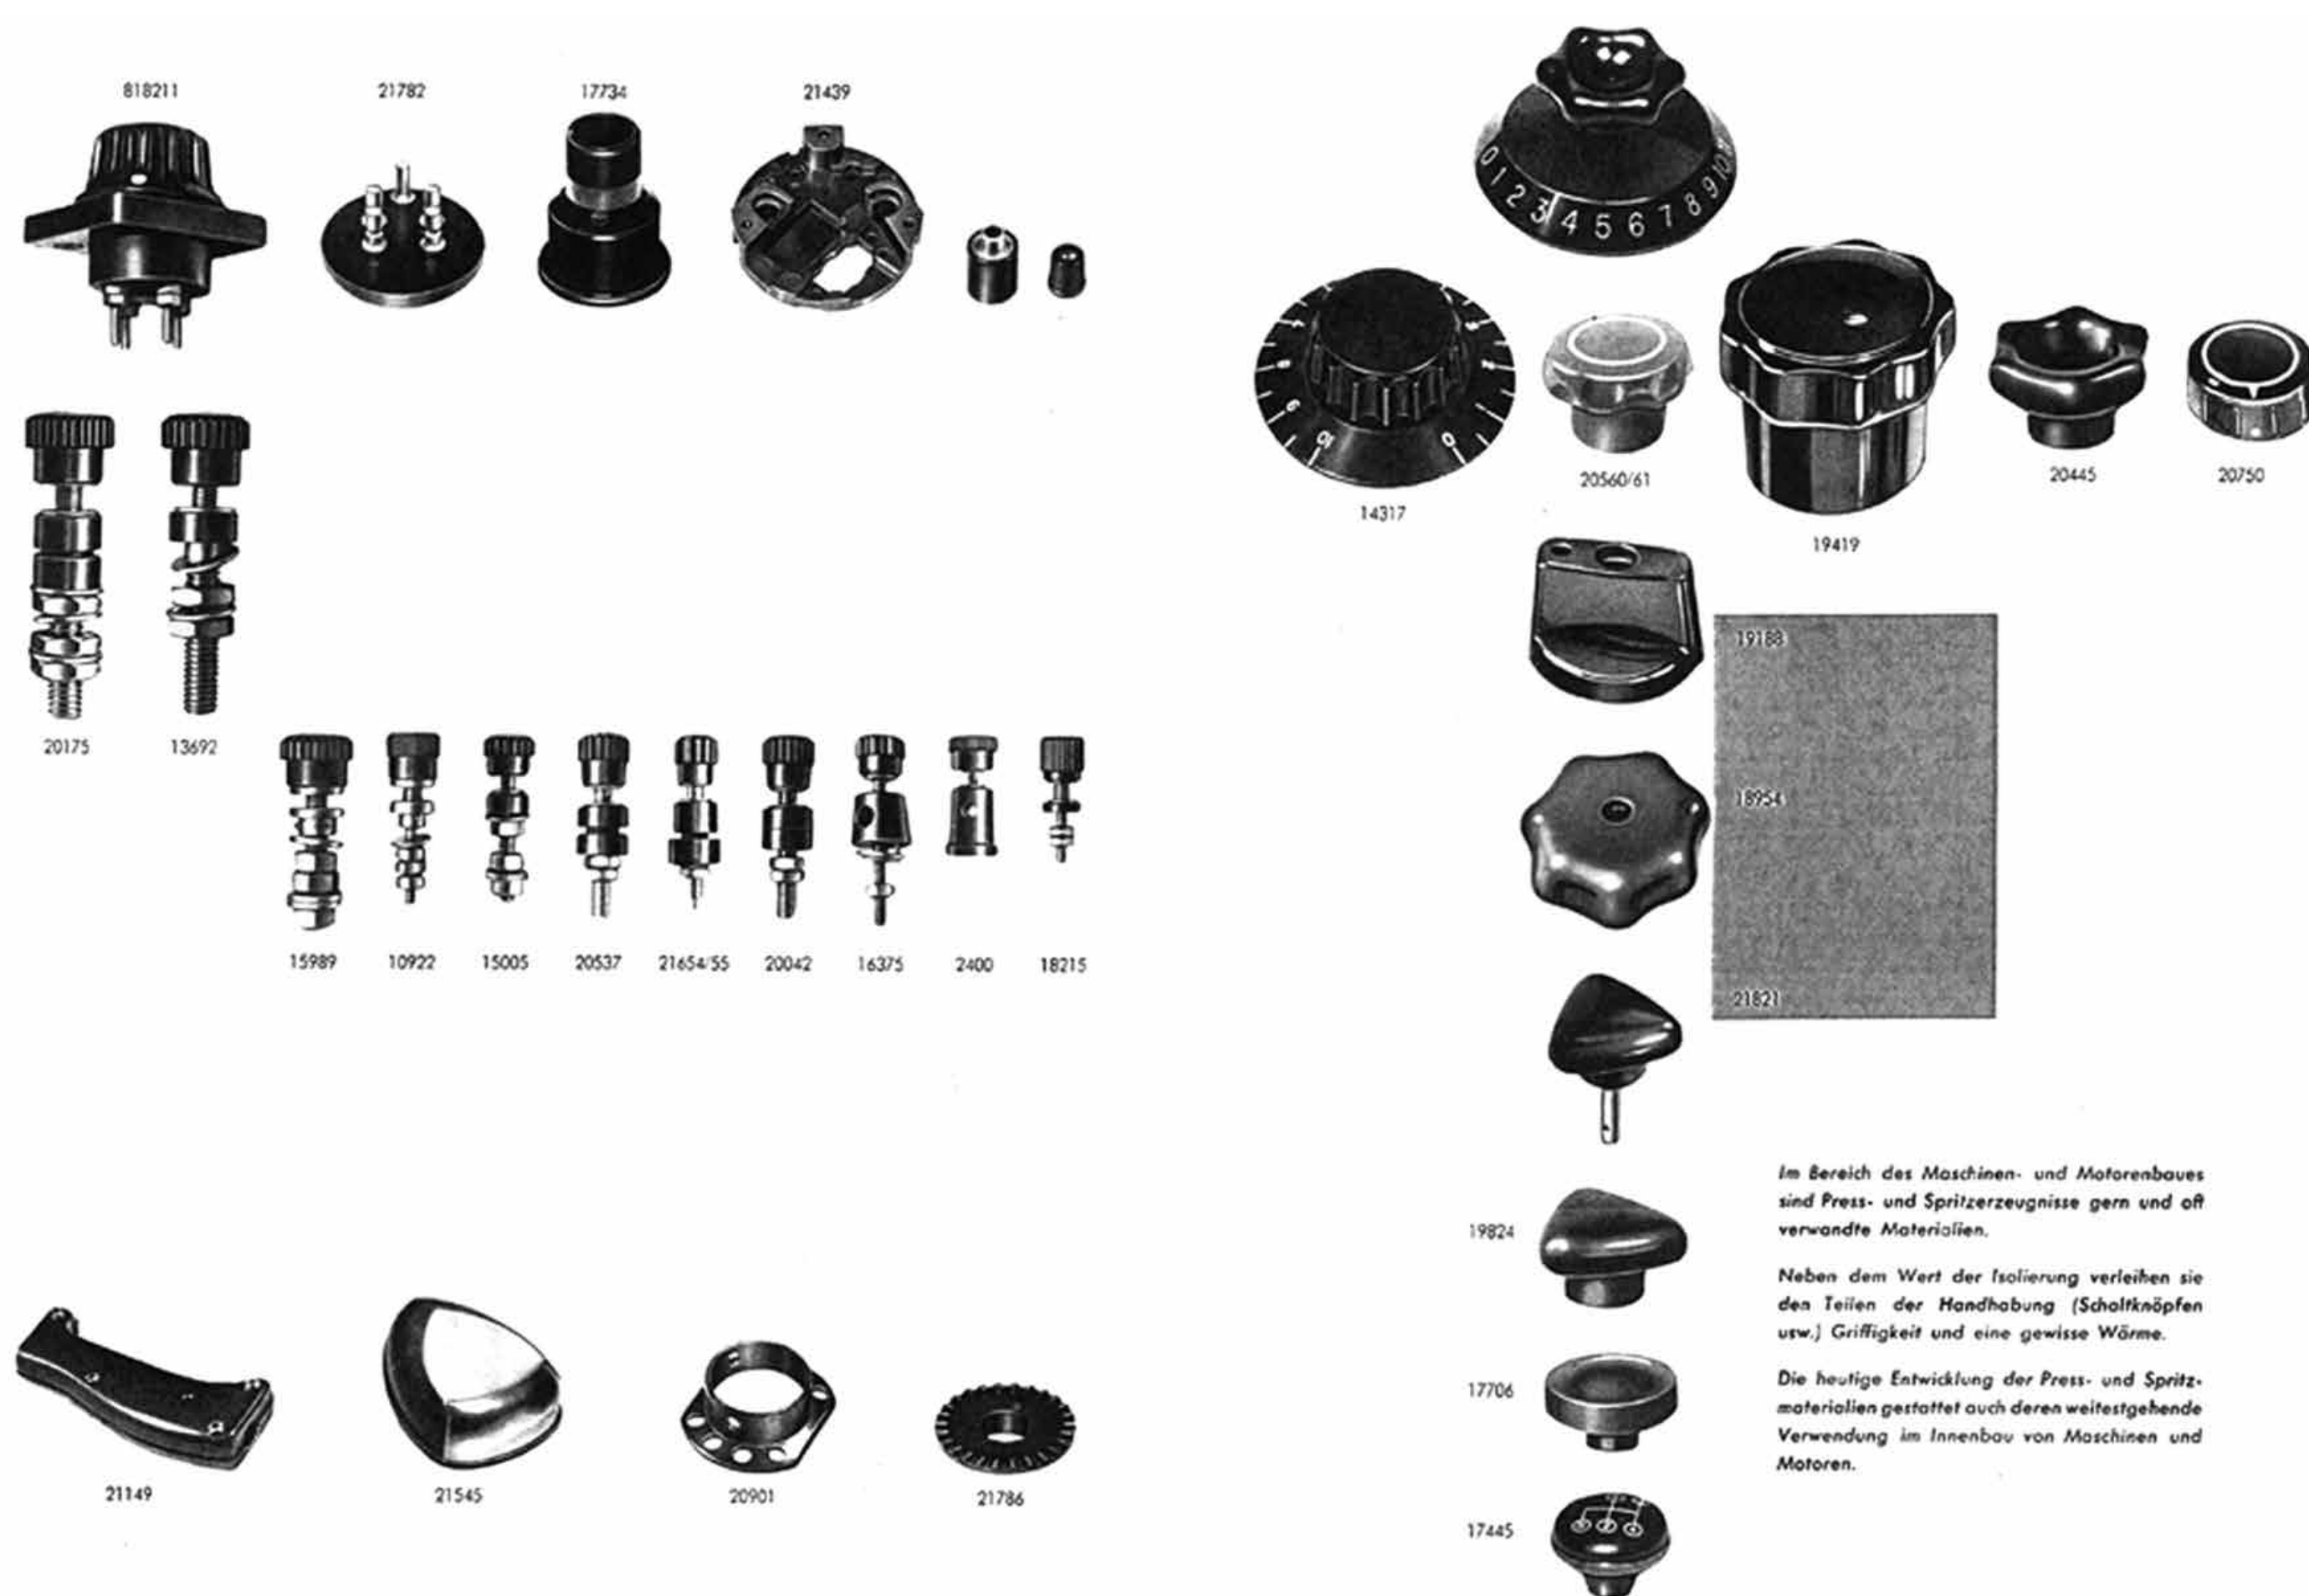 818211
21782
17734
21439
20175
13692
15989
10922
15005
20537
21654/55
20042
16375
2400
18215
21149
21545
20901
21786
0 1 2 3 4 5 6 7 8 9 10
10
0
14317
20560/61
19419
20445
20750
19188
18954
21821
19824
17706
17445
Im Bereich des Maschinen- und Motorenbaues
sind Press- und Spritzerzeugnisse gern und oft
verwandte Materialien.
Neben dem Wert der Isolierung verleihen sie
den Teilen der Handhabung (Schaltknöpfen
usw.) Griffigkeit und eine gewisse Wärme.
Die heutige Entwicklung der Press- und Spritz-
materialien gestattet auch deren weitestgehende
Verwendung im Innenbau von Maschinen und
Motoren.